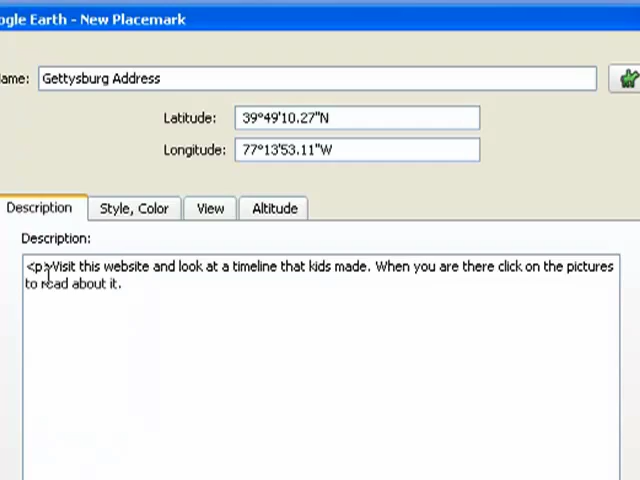 ogle Earth - New Placemark
ame: Gettysburg Address
Latitude: 39°49'10.27"N
Longitude: 77°13'53.11"W
Description Style, Color View Altitude
Description:
<p>Visit this website and look at a timeline that kids made. When you are there click on the pictures
to read about it.